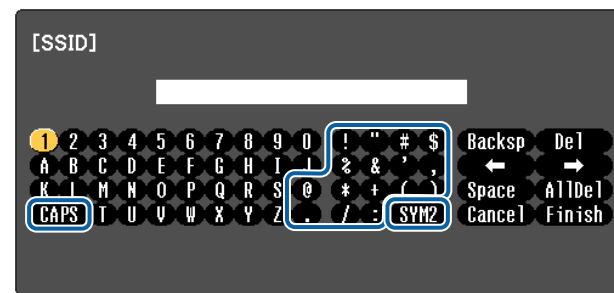 [SSID]
1 2 3 4 5 6 7 8 9 0 ! " # $ Backsp Del
A B C D E F G H I J % & ' , ← →
K L M N O P Q R S @ * + ( ) Space AllDel
CAPS T U V W X Y Z . / : SYM2 Cancel Finish